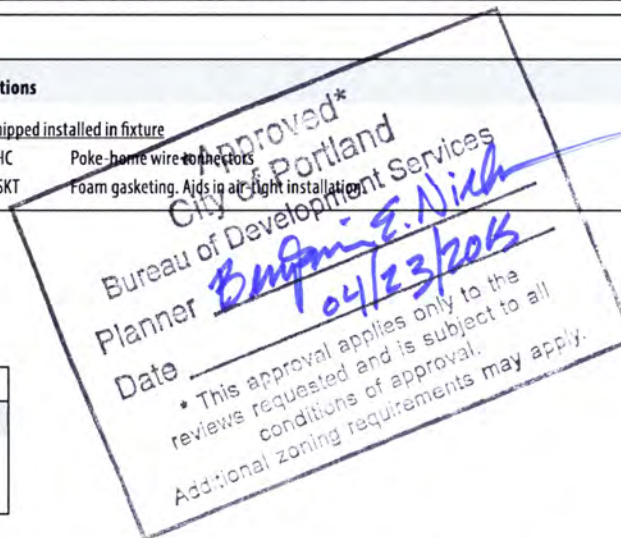 tions
hipped installed in fixture
HC Poke-home wire connectors
SKT Foam gasketing. Aids in air-tight installation.
Approved*
City of Portland
Bureau of Development Services
Planner Benjamin E.
Date 04/23/2015
* This approval applies only to the
reviews requested and is subject to all
conditions of approval.
Additional zoning requirements may apply.